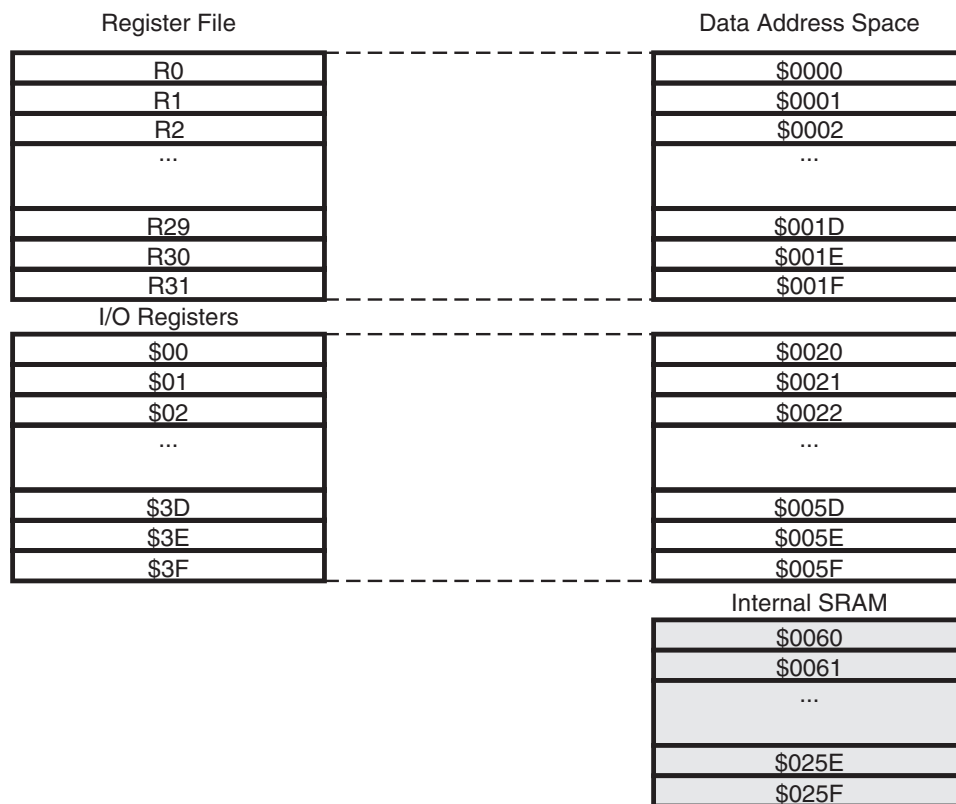 Register File
Data Address Space
R0
$0000
R1
$0001
R2
$0002
...
...
R29
$001D
R30
$001E
R31
$001F
I/O Registers
$00
$0020
$01
$0021
$02
$0022
...
...
$3D
$005D
$3E
$005E
$3F
$005F
Internal SRAM
$0060
$0061
...
$025E
$025F